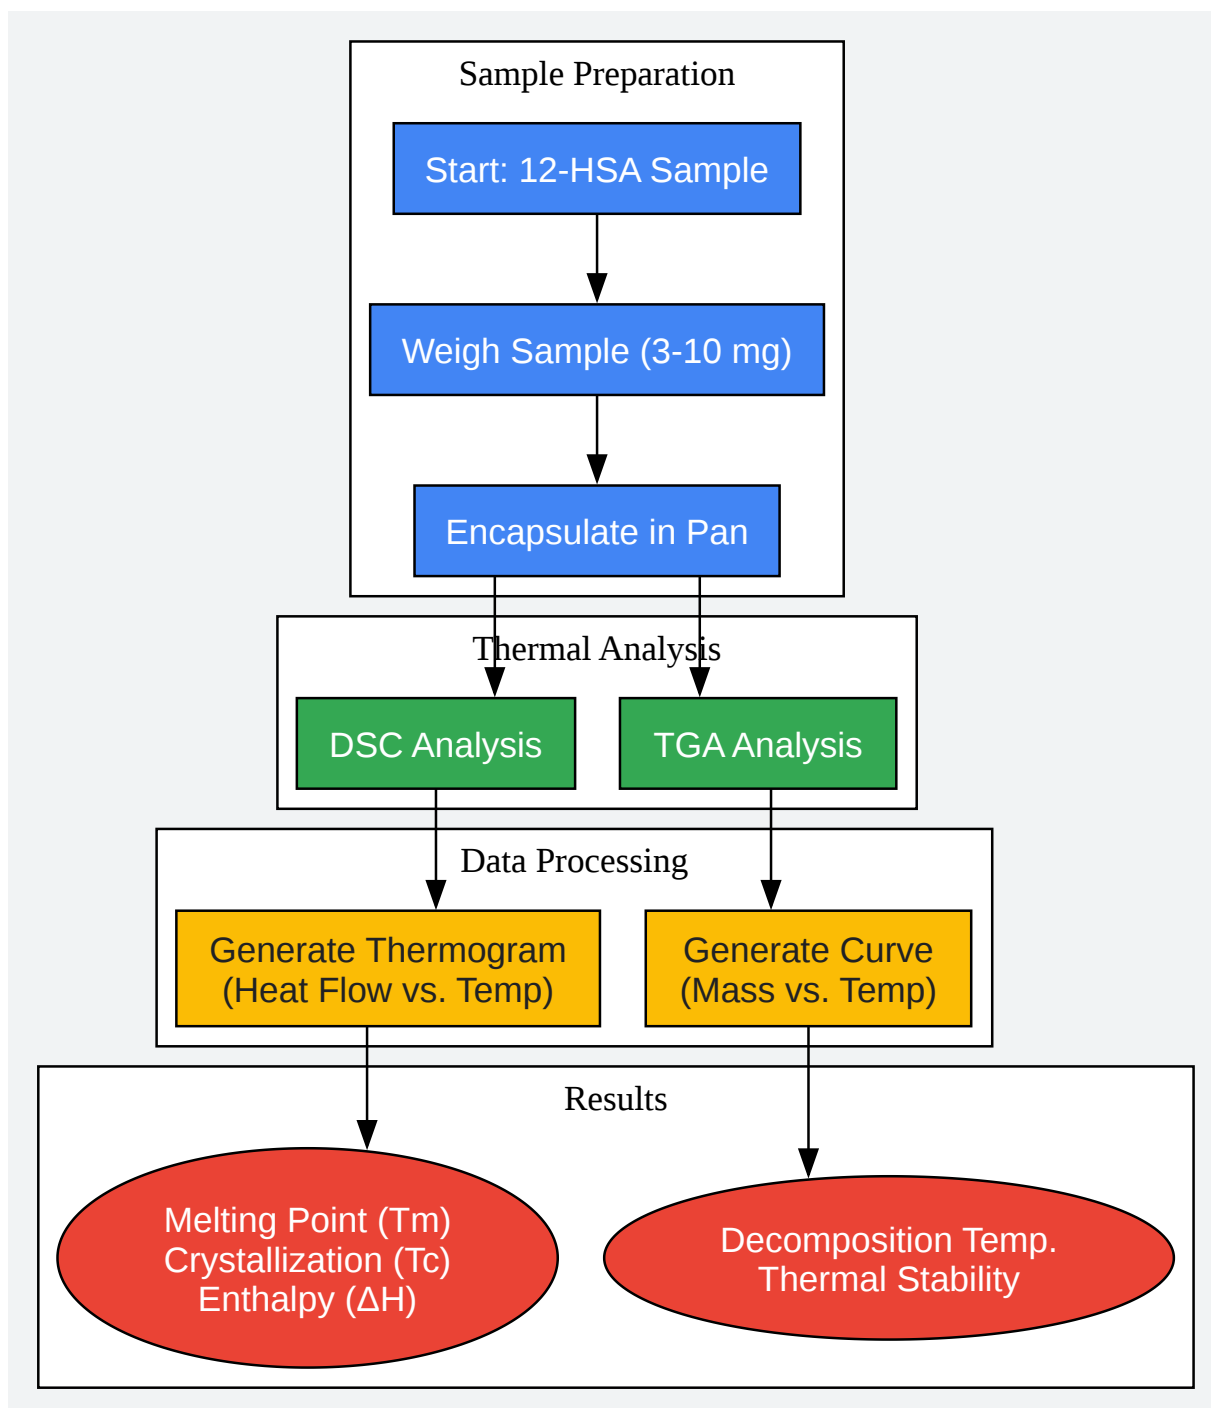 Sample Preparation
Start: 12-HSA Sample
Weigh Sample (3-10 mg)
Encapsulate in Pan
Thermal Analysis
DSC Analysis
TGA Analysis
Data Processing
Generate Thermogram
(Heat Flow vs. Temp)
Generate Curve
(Mass vs. Temp)
Results
Melting Point (Tm)
Crystallization (Tc)
Enthalpy (ΔH)
Decomposition Temp.
Thermal Stability